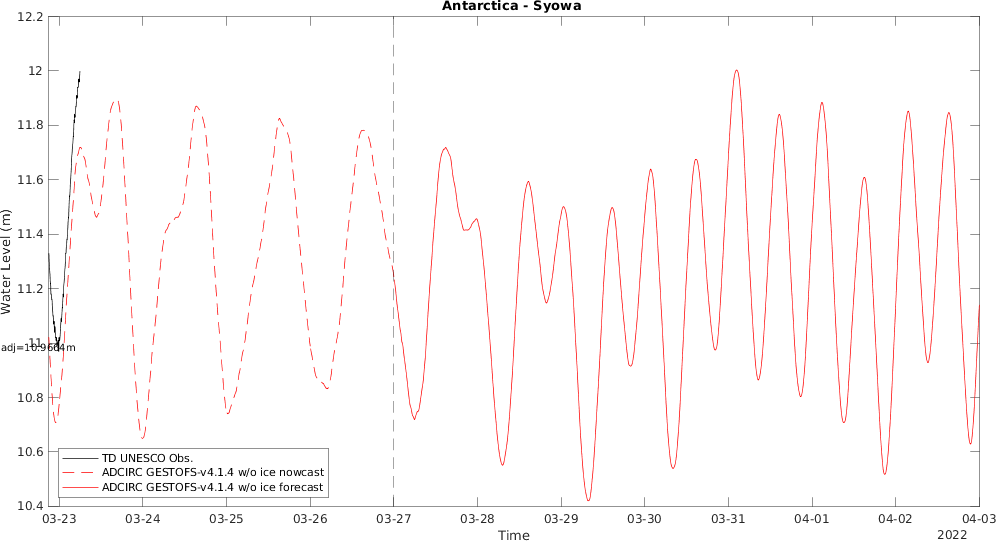 Antarctica - Syowa
12.2
12
11.8
11.6
11.4
11.2
11
10.8
10.6
10.4
Water Level (m)
TD UNESCO Obs.
ADCIRC GESTOFS-v4.1.4 w/o ice nowcast
ADCIRC GESTOFS-v4.1.4 w/o ice forecast
03-23 03-24 03-25 03-26 03-27 03-28 03-29 03-30 03-31 04-01 04-02 04-03
Time
2022